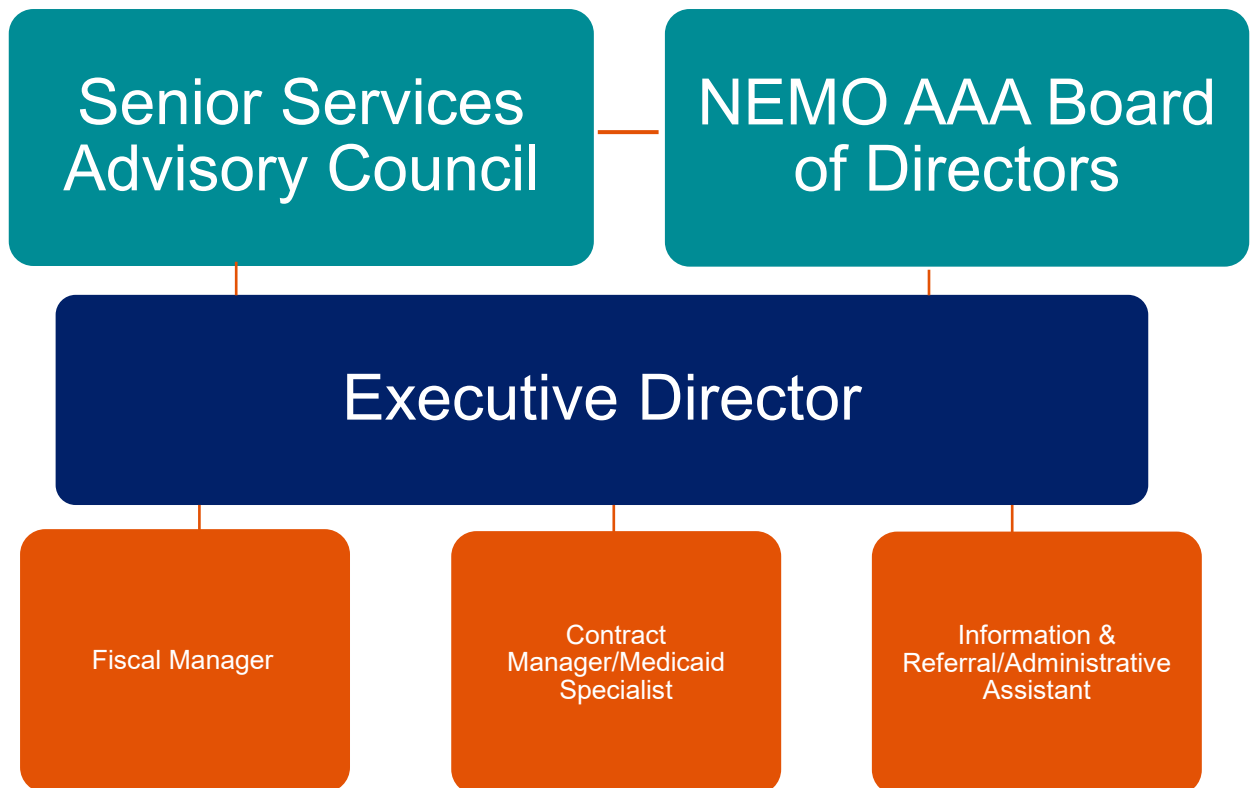 Senior Services
Advisory Council
NEMO AAA Board
of Directors
Executive Director
Fiscal Manager
Contract
Manager/Medicaid
Specialist
Information &
Referral/Administrative
Assistant